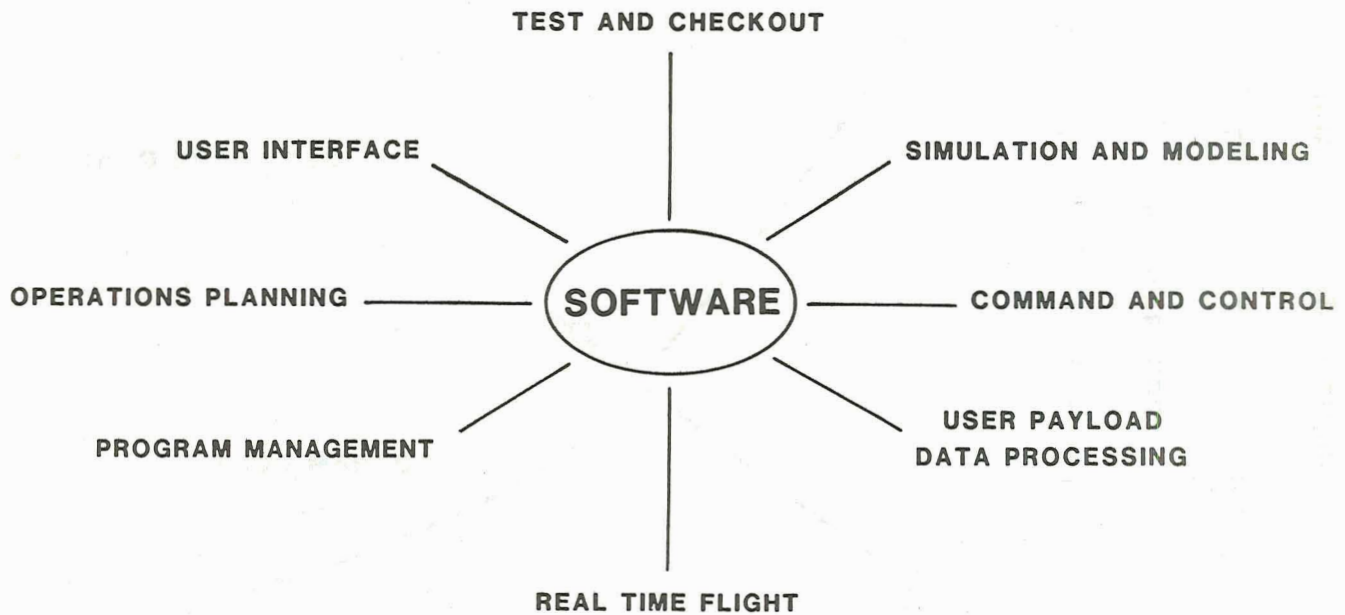 TEST AND CHECKOUT
USER INTERFACE
SIMULATION AND MODELING
OPERATIONS PLANNING
SOFTWARE
COMMAND AND CONTROL
PROGRAM MANAGEMENT
USER PAYLOAD
DATA PROCESSING
REAL TIME FLIGHT